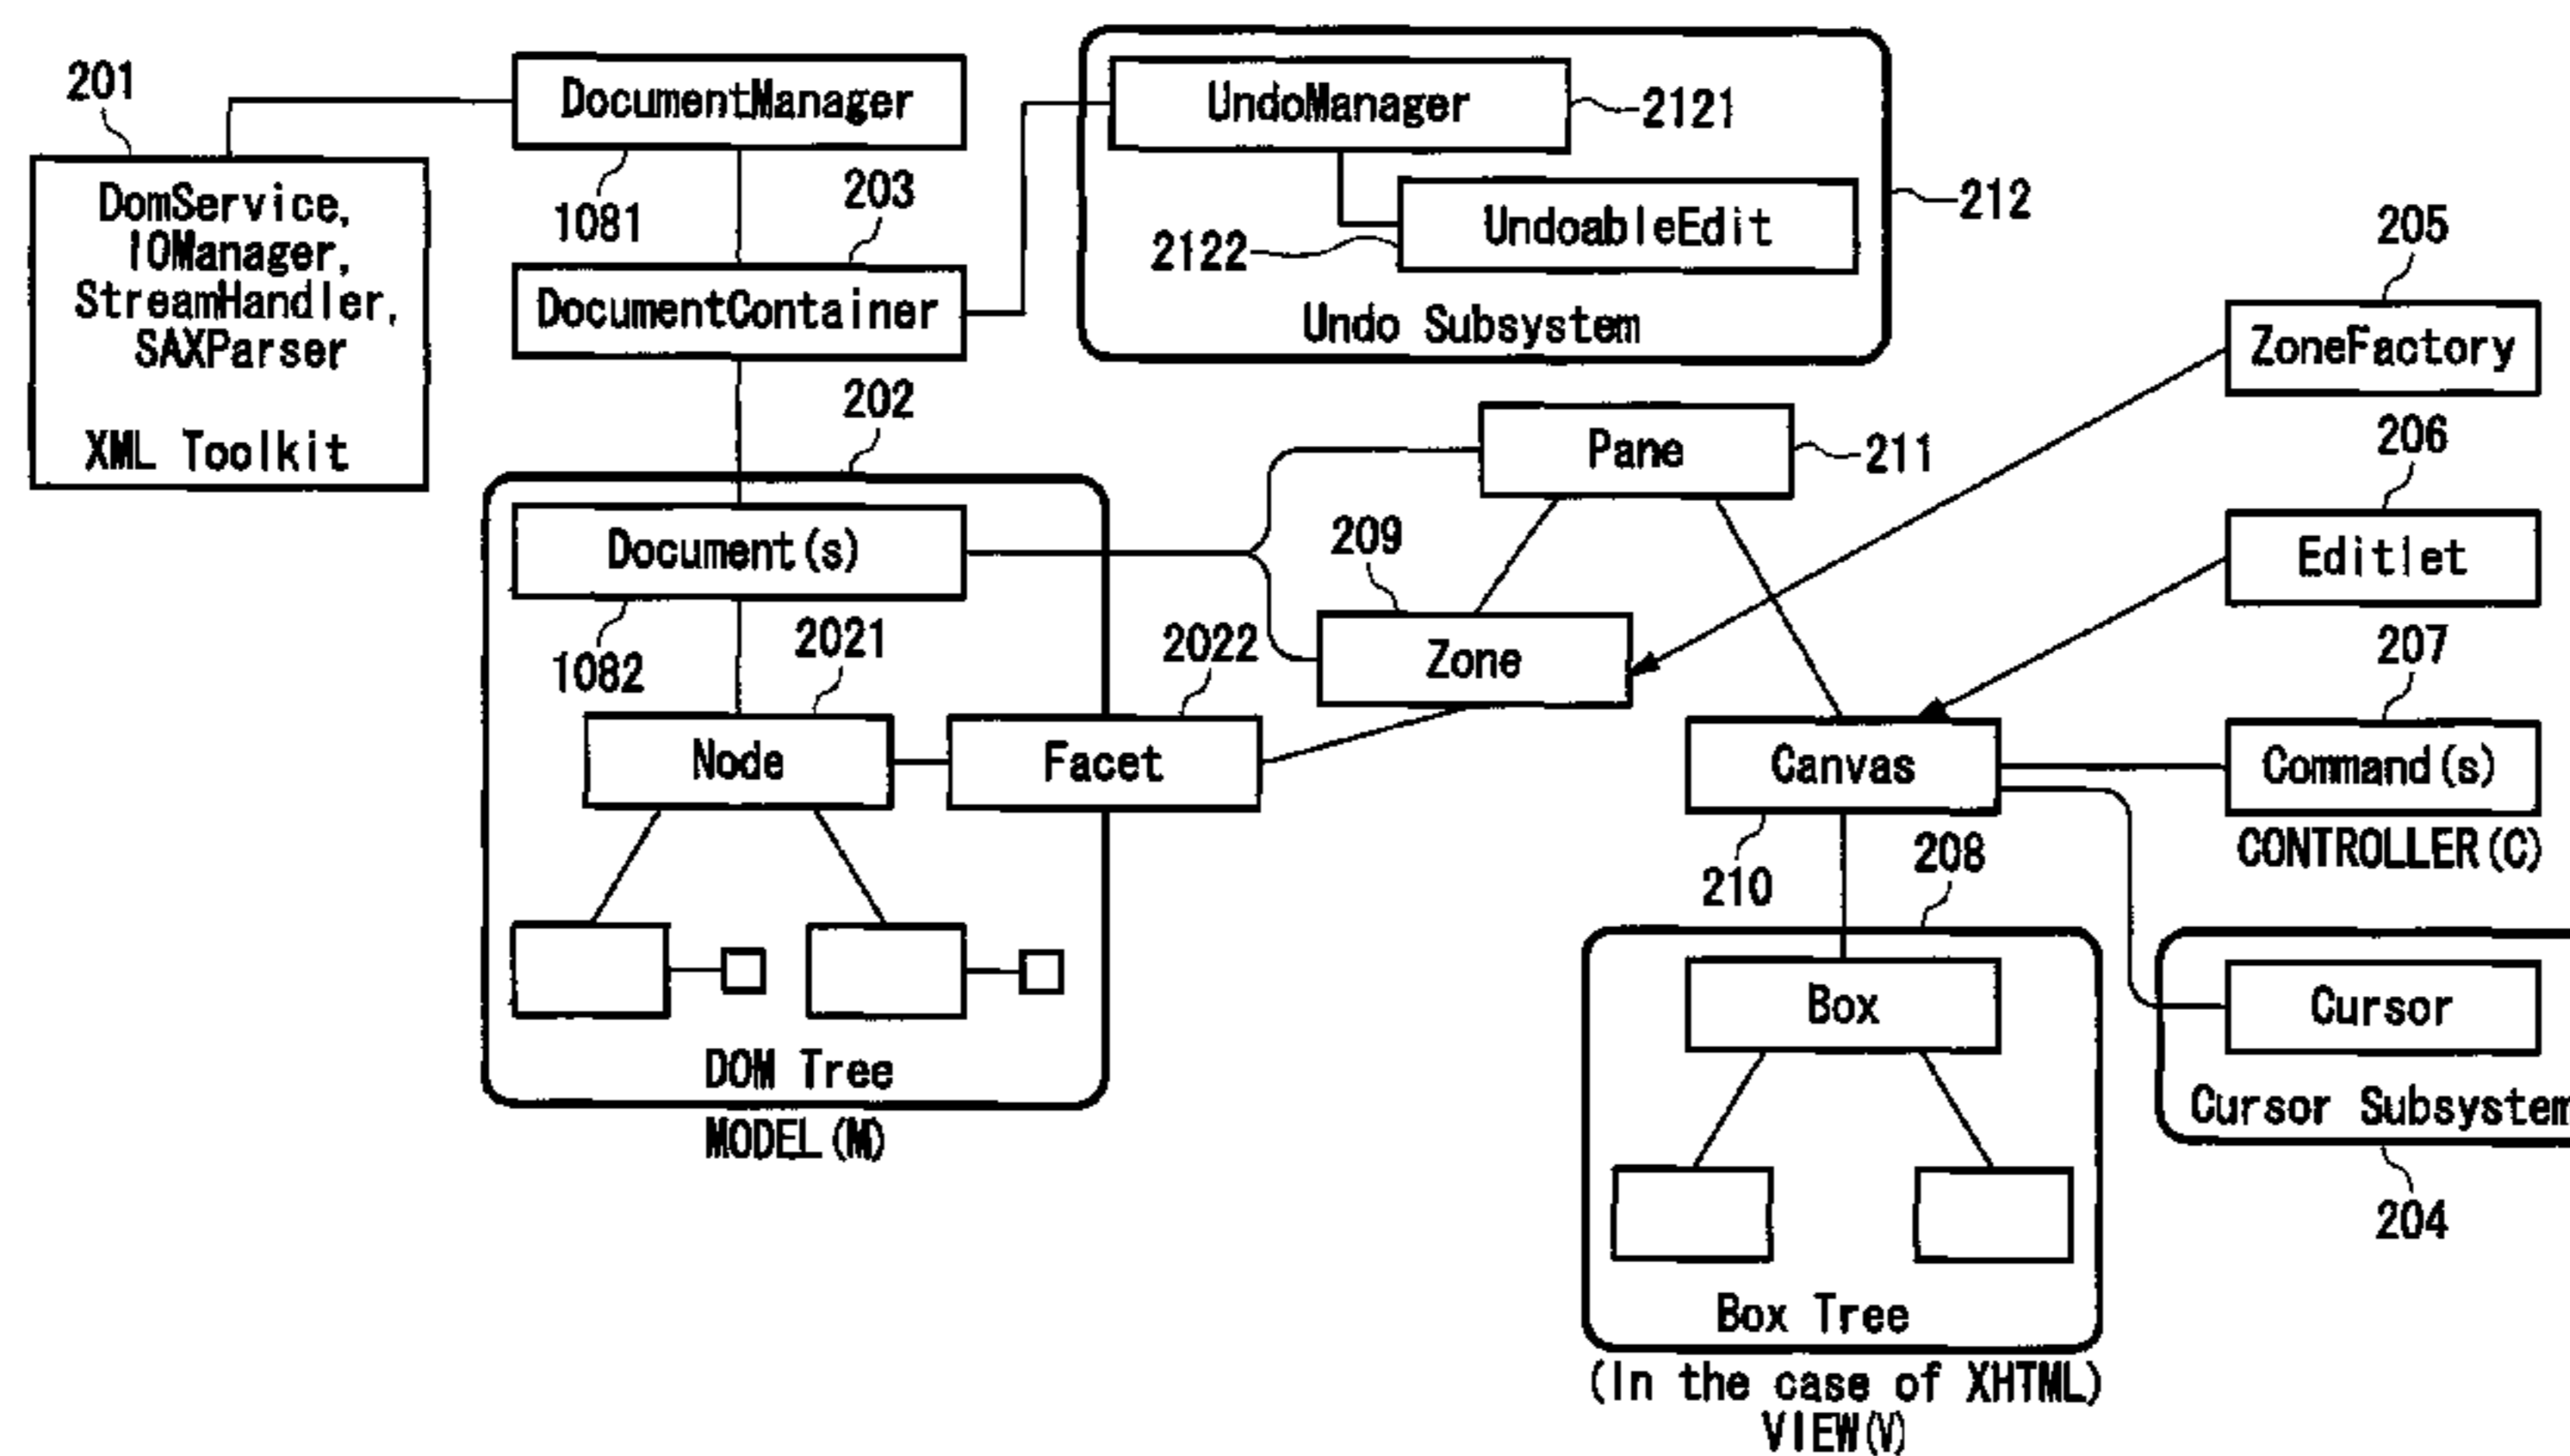 201
DocumentManager
UndoManager
2121
DomService,
IOManager,
StreamHandler,
SAXParser
XML Toolkit
1081
203
2122
UndoableEdit
212
DocumentContainer
Undo Subsystem
205
ZoneFactory
202
Pane
211
206
Document(s)
209
Editlet
1082
2021
2022
Zone
207
Node
Facet
Canvas
Command(s)
CONTROLLER(C)
210
208
Box
Cursor
DOM Tree
MODEL(M)
Cursor Subsystem
204
Box Tree
(In the case of XHTML)
VIEW(V)